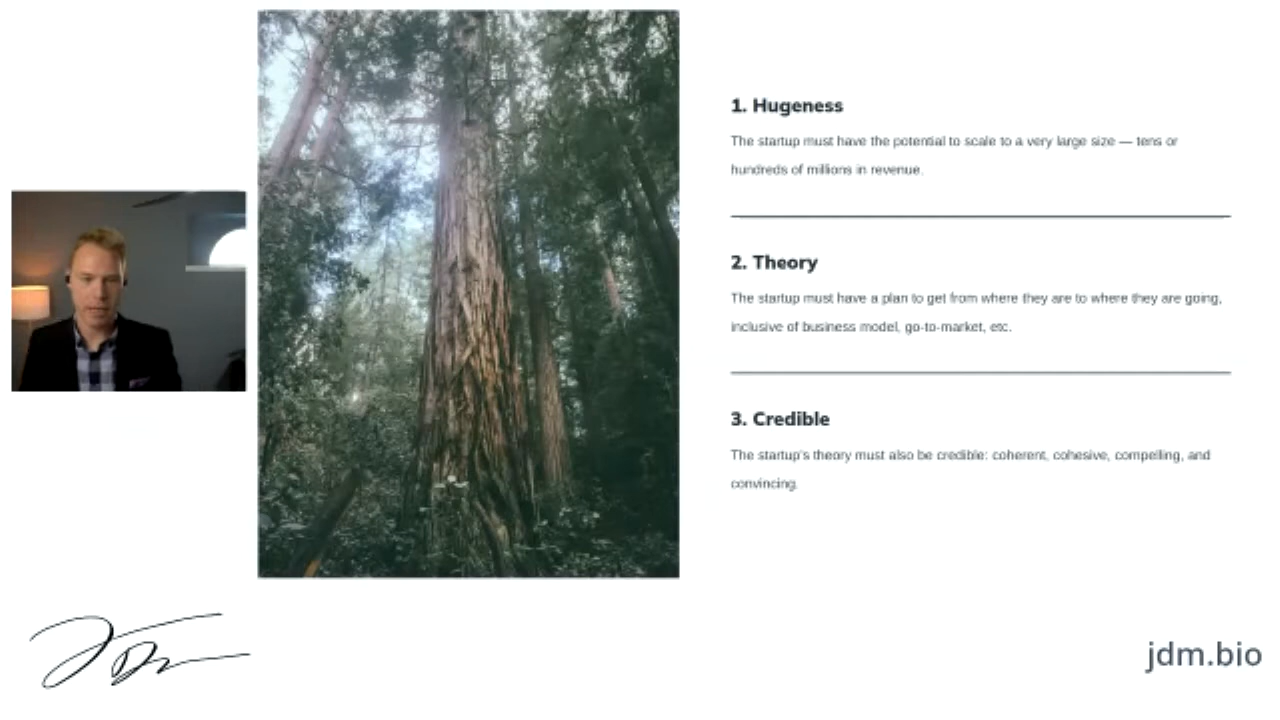 1. Hugeness
The startup must have the potential to scale to a very large size — tens or
hundreds of millions in revenue.
2. Theory
The startup must have a plan to get from where they are to where they are going,
inclusive of business model, go-to-market, etc.
3. Credible
The startup's theory must also be credible: coherent, cohesive, compelling, and
convincing.
jdm.bio